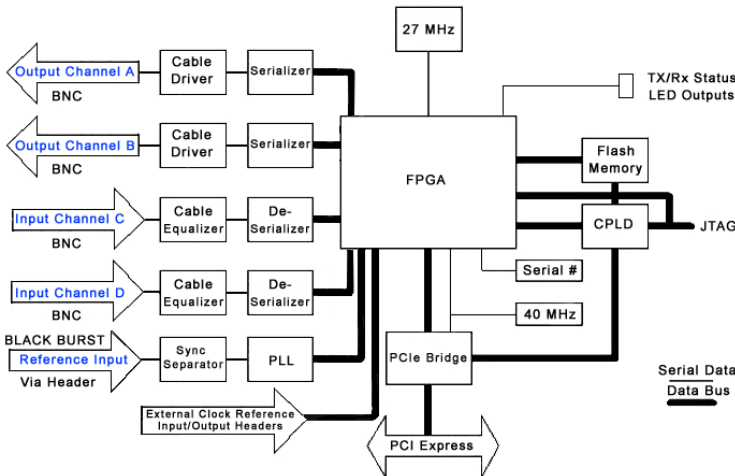 27 MHz
Output Channel A
BNC
Cable
Driver
Serializer
TX/Rx Status
LED Outputs
Output Channel B
BNC
Cable
Driver
Serializer
FPGA
Flash
Memory
Input Channel C
BNC
Cable
Equalizer
De-
Serializer
CPLD
JTAG
Input Channel D
BNC
Cable
Equalizer
De-
Serializer
Serial #
40 MHz
BLACK BURST
Reference Input
Via Header
Sync
Separator
PLL
PCIe Bridge
Serial Data
Data Bus
External Clock Reference
Input/Output Headers
PCI Express